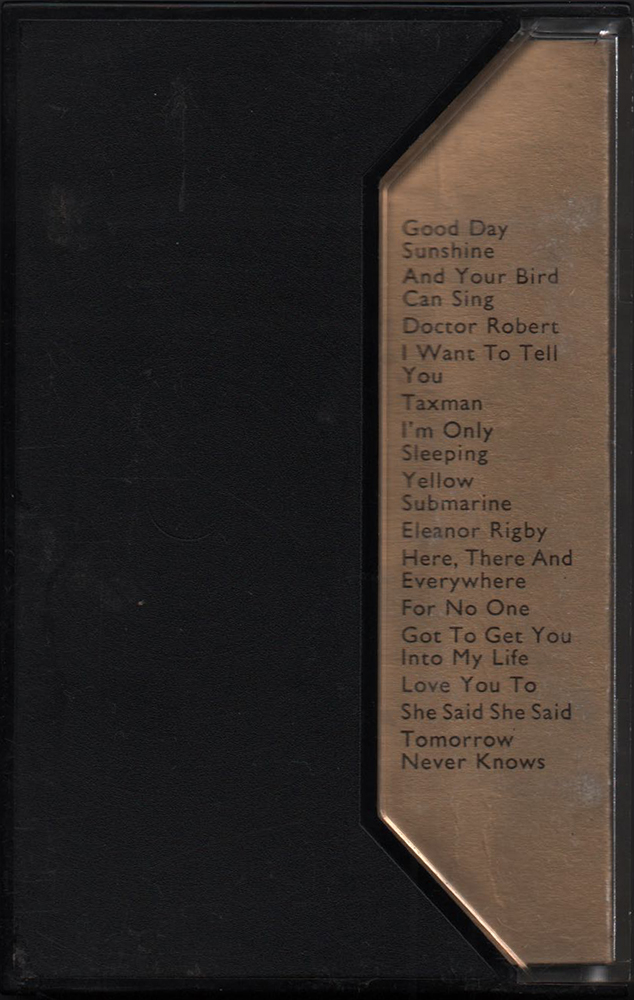 Good Day
Sunshine
And Your Bird
Can Sing
Doctor Robert
I Want To Tell
You
Taxman
I'm Only
Sleeping
Yellow
Submarine
Eleanor Rigby
Here, There And
Everywhere
For No One
Got To Get You
Into My Life
Love You To
She Said She Said
Tomorrow
Never Knows